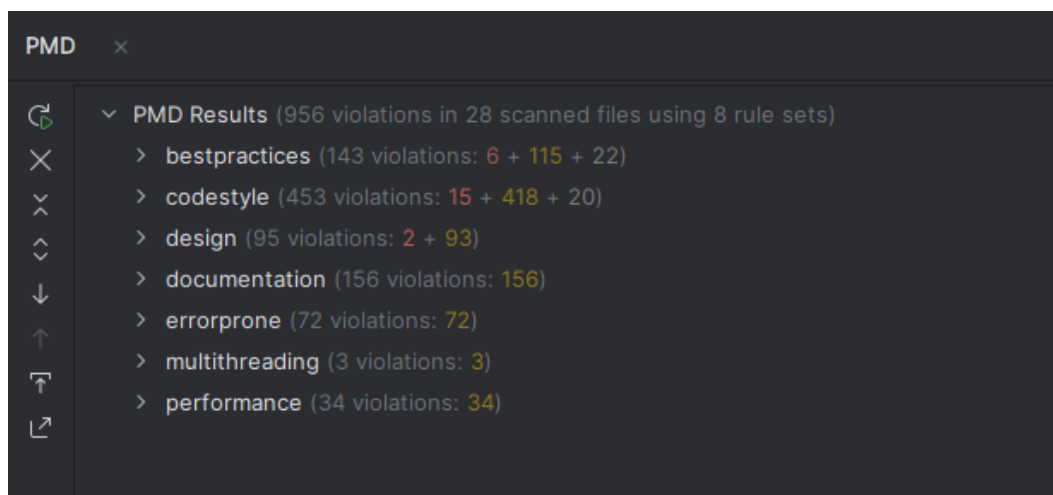 PMD
PMD Results (956 violations in 28 scanned files using 8 rule sets)
bestpractices (143 violations: 6 + 115 + 22)
codestyle (453 violations: 15 + 418 + 20)
design (95 violations: 2 + 93)
documentation (156 violations: 156)
errorprone (72 violations: 72)
multithreading (3 violations: 3)
performance (34 violations: 34)